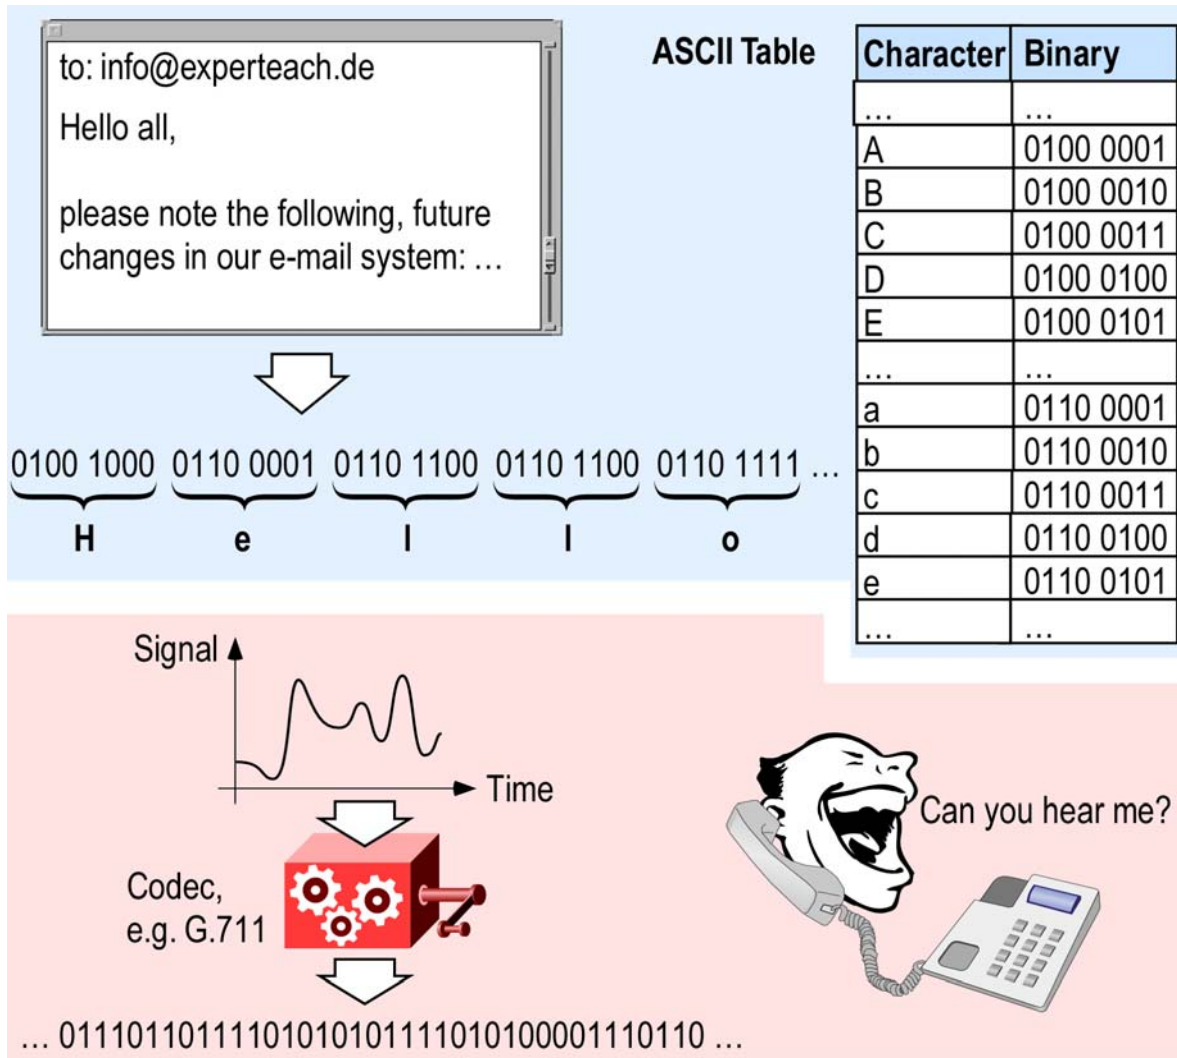 to: info@experteach.de
Hello all,
please note the following, future
changes in our e-mail system: …
0100 1000 0110 0001 0110 1100 0110 1100 0110 1111 …
H e l l o
ASCII Table
Character Binary
… …
A 0100 0001
B 0100 0010
C 0100 0011
D 0100 0100
E 0100 0101
… …
a 0110 0001
b 0110 0010
c 0110 0011
d 0110 0100
e 0110 0101
… …
Signal
Time
Codec,
e.g. G.711
… 01110110111101010101111010100001110110 …
Can you hear me?